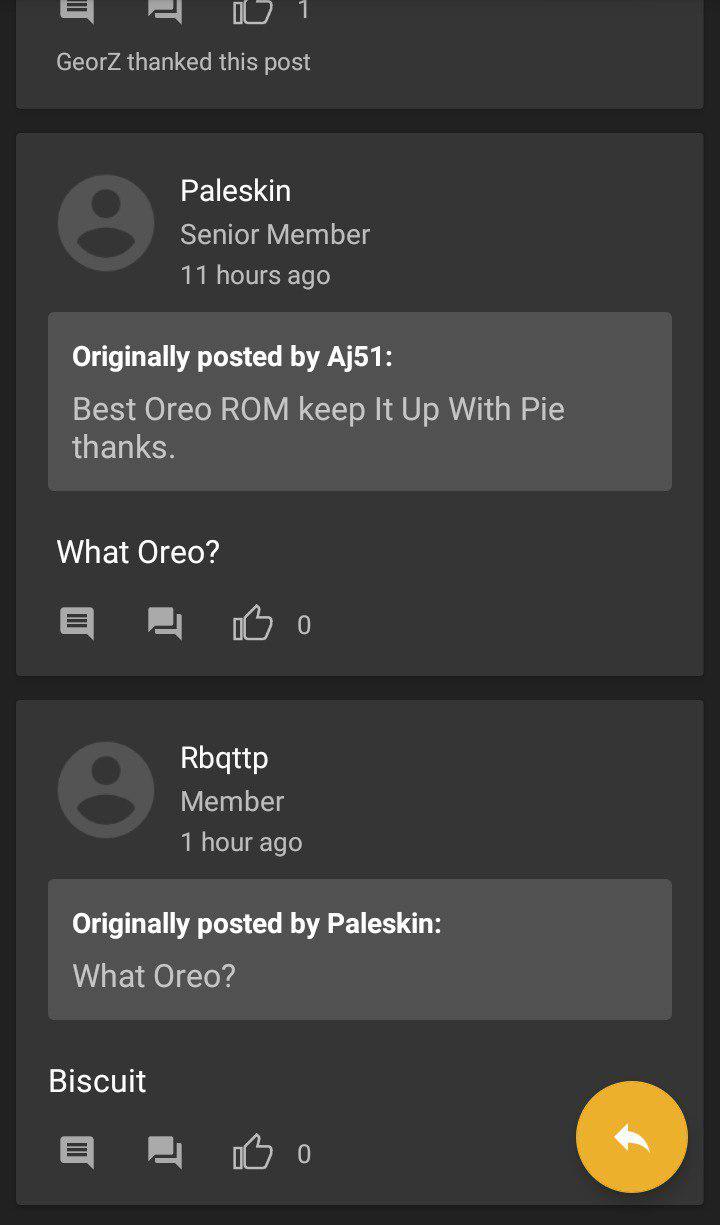 1
GeorZ thanked this post
Paleskin
Senior Member
11 hours ago
Originally posted by Aj51:
Best Oreo ROM keep It Up With Pie
thanks.
What Oreo?
0
Rbqttp
Member
1 hour ago
Originally posted by Paleskin:
What Oreo?
Biscuit
0